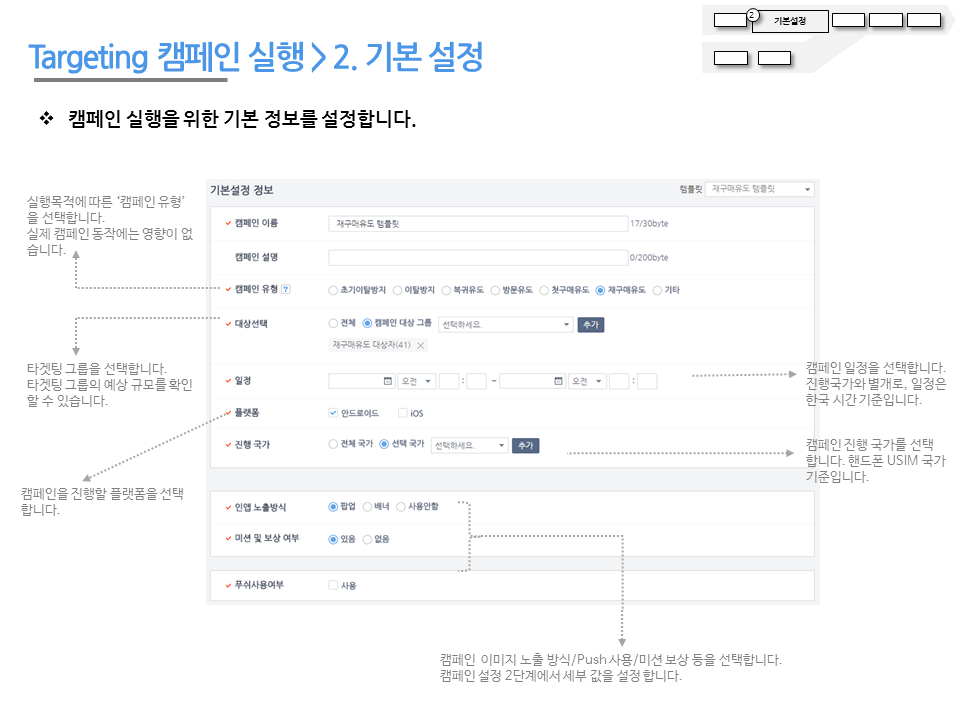 2
기본설정
Targeting 캠페인 실행 > 2. 기본 설정
❖ 캠페인 실행을 위한 기본 정보를 설정합니다.
실행목적에 따른 ‘캠페인 유형’
을 선택합니다.
실제 캠페인 동작에는 영향이 없
습니다.
타겟팅 그룹을 선택합니다.
타겟팅 그룹의 예상 규모를 확인
할 수 있습니다.
캠페인을 진행할 플랫폼을 선택
합니다.
기본설정 정보
템플릿 재구매유도 템플릿
캠페인 이름 재구매유도 템플릿 17/30byte
캠페인 설명 0/200byte
캠페인 유형 ? 초기이탈방지 이탈방지 복귀유도 방문유도 첫구매유도 재구매유도 기타
대상선택 전체 캠페인 대상 그룹 선택하세요. 추가
재구매유도 대상자(41) ×
일정 오전 : ~ 오전 :
플랫폼 안드로이드 iOS
진행 국가 전체 국가 선택 국가 선택하세요. 추가
인앱 노출방식 팝업 배너 사용안함
미션 및 보상 여부 있음 없음
푸쉬사용여부 사용
캠페인 일정을 선택합니다.
진행국가와 별개로, 일정은
한국 시간 기준입니다.
캠페인 진행 국가를 선택
합니다. 핸드폰 USIM 국가
기준입니다.
캠페인 이미지 노출 방식/Push 사용/미션 보상 등을 선택합니다.
캠페인 설정 2단계에서 세부 값을 설정합니다.